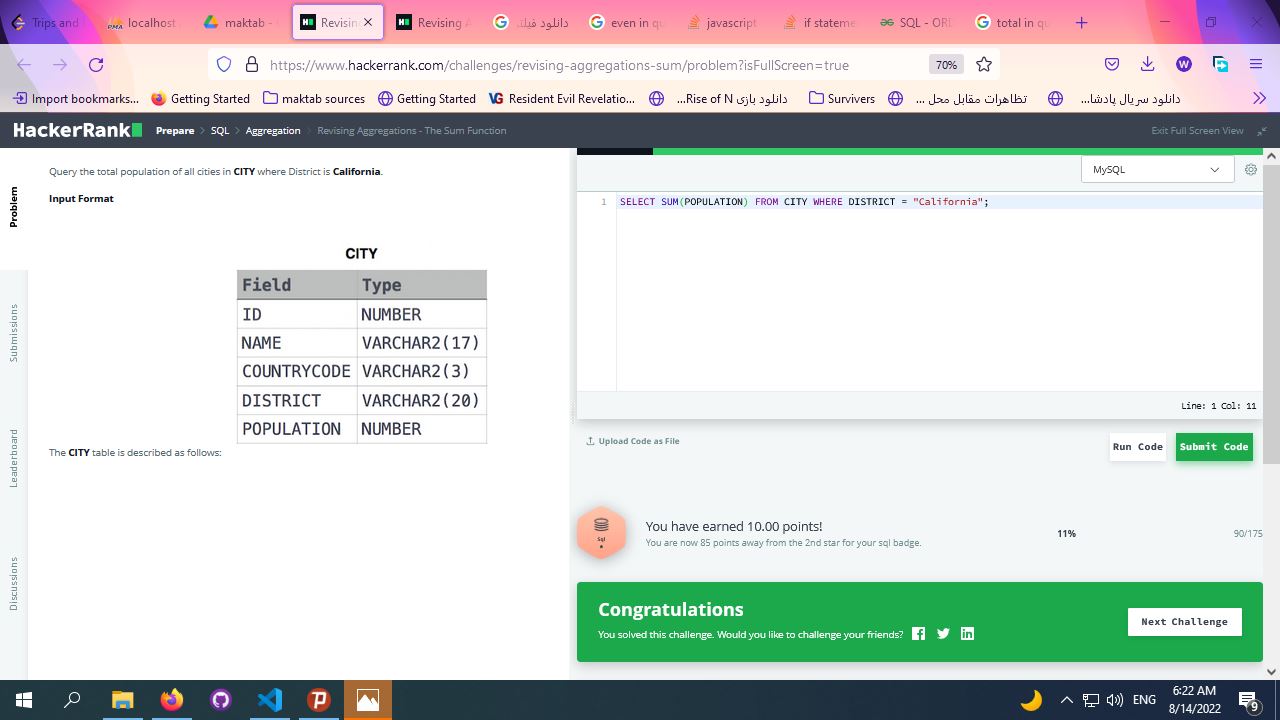 Trips and
localhost
maktab -
Revising
Revising A
دانلود فیلم
even in qu
javascript
if stateme
SQL - ORD
total in qu
https://www.hackerrank.com/challenges/revising-aggregations-sum/problem?isFullScreen=true
70%
Import bookmarks...
Getting Started
maktab sources
Getting Started
Resident Evil Revelatio...
دانلود بازی Rise of N...
Survivers
تظاهرات مقابل محل ...
دانلود سریال پادشا...
HackerRank
Prepare > SQL > Aggregation > Revising Aggregations - The Sum Function
Exit Full Screen View
Problem
Submissions
Leaderboard
Discussions
Query the total population of all cities in CITY where District is California.
Input Format
CITY
Field Type
ID NUMBER
NAME VARCHAR2(17)
COUNTRYCODE VARCHAR2(3)
DISTRICT VARCHAR2(20)
POPULATION NUMBER
The CITY table is described as follows:
MySQL
1 SELECT SUM(POPULATION) FROM CITY WHERE DISTRICT = "California";
Line: 1 Col: 11
Upload Code as File
Run Code
Submit Code
Sql
You have earned 10.00 points!
You are now 85 points away from the 2nd star for your sql badge.
11%
90/175
Congratulations
You solved this challenge. Would you like to challenge your friends?
Next Challenge
ENG
6:22 AM
8/14/2022
9